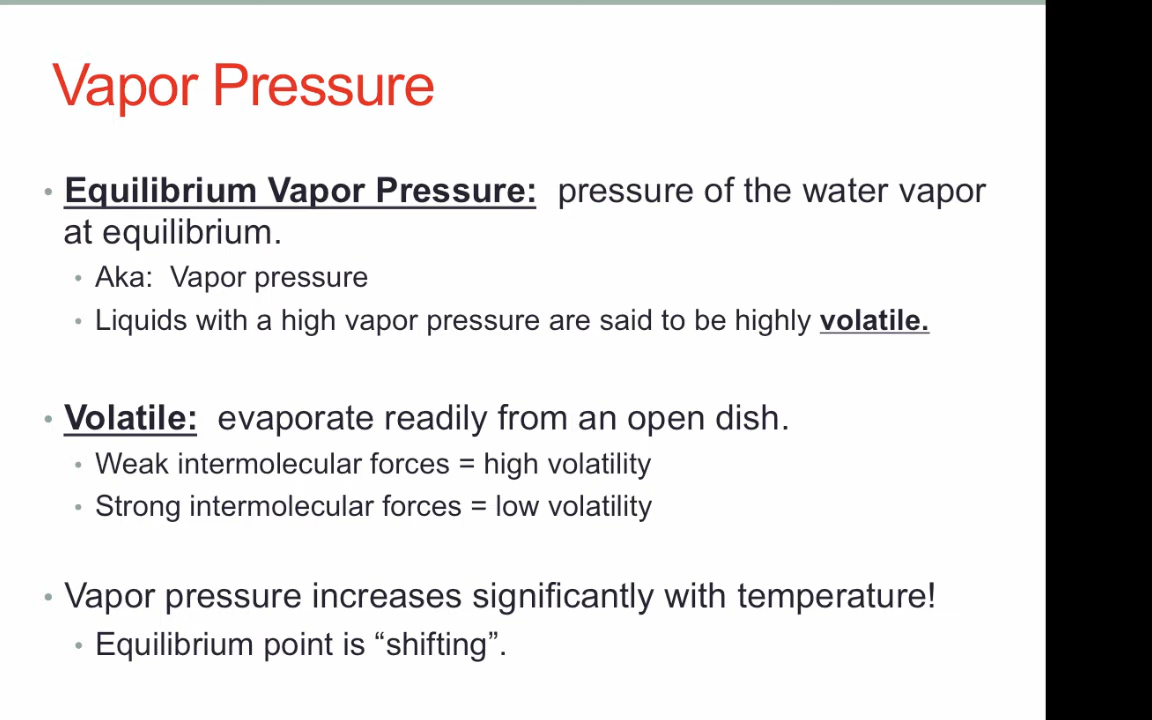 Vapor Pressure
• Equilibrium Vapor Pressure: pressure of the water vapor
at equilibrium.
• Aka: Vapor pressure
• Liquids with a high vapor pressure are said to be highly volatile.
• Volatile: evaporate readily from an open dish.
• Weak intermolecular forces = high volatility
• Strong intermolecular forces = low volatility
• Vapor pressure increases significantly with temperature!
• Equilibrium point is “shifting”.